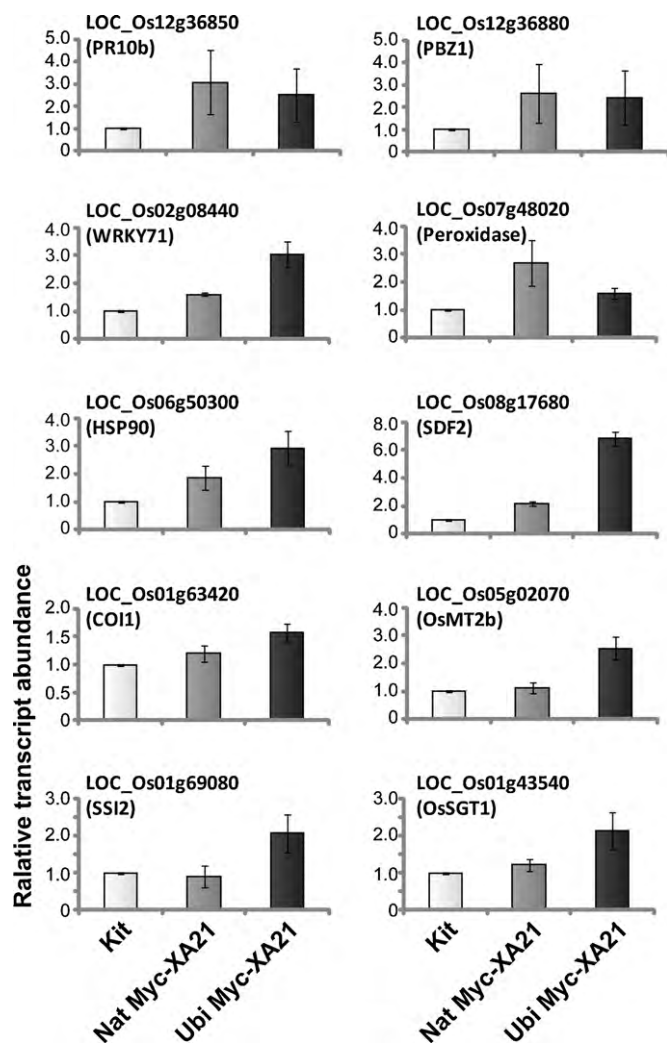 LOC_Os12g36850
(PR10b)
5.0
4.0
3.0
2.0
1.0
0
LOC_Os12g36880
(PBZ1)
5.0
4.0
3.0
2.0
1.0
0
LOC_Os02g08440
(WRKY71)
4.0
3.0
2.0
1.0
0
LOC_Os07g48020
(Peroxidase)
4.0
3.0
2.0
1.0
0
LOC_Os06g50300
(HSP90)
4.0
3.0
2.0
1.0
0
LOC_Os08g17680
(SDF2)
8.0
6.0
4.0
2.0
0
LOC_Os01g63420
(COI1)
2.0
1.5
1.0
0.5
0
LOC_Os05g02070
(OsMT2b)
4.0
3.0
2.0
1.0
0
LOC_Os01g69080
(SSI2)
3.0
2.0
1.0
0
LOC_Os01g43540
(OsSGT1)
3.0
2.0
1.0
0
Ralative transcript abundance
Kit
Nat Myc-XA21
Ubi Myc-XA21
Kit
Nat Myc-XA21
Ubi Myc-XA21